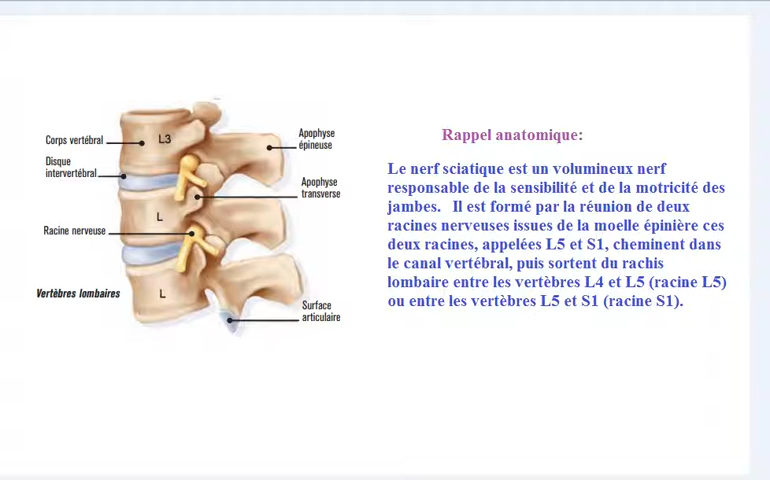 Corps vertébral
L3
Apophyse
épineuse
Disque
intervertébral
Apophyse
transverse
L
Racine nerveuse
Vertèbres lombaires
L
Surface
articulaire
Rappel anatomique:
Le nerf sciatique est un volumineux nerf
responsable de la sensibilité et de la motricité des
jambes. Il est formé par la réunion de deux
racines nerveuses issues de la moelle épinière ces
deux racines, appelées L5 et S1, cheminent dans
le canal vertébral, puis sortent du rachis
lombaire entre les vertèbres L4 et L5 (racine L5)
ou entre les vertèbres L5 et S1 (racine S1).